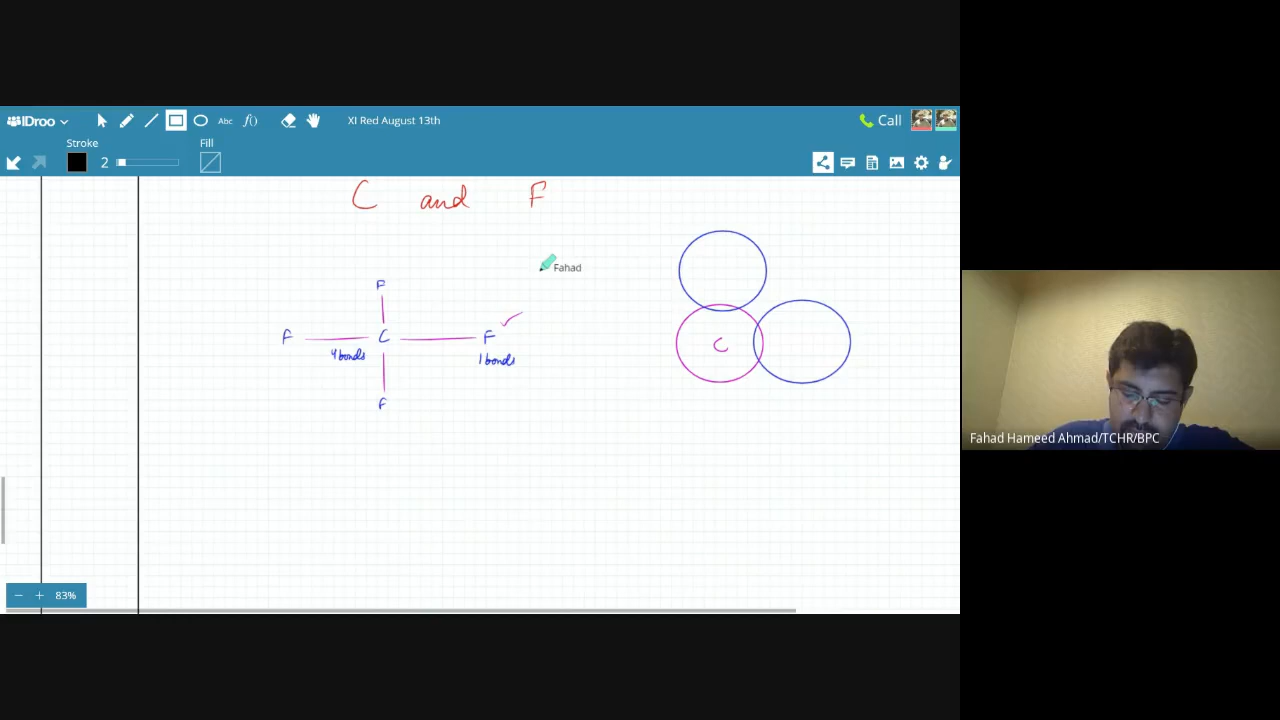 IDroo
Abc
f()
XI Red August 13th
Call
Stroke
Fill
2
C and F
Fahad
F
F C F
4 bonds
1 bonds
F
C
Fahad Hameed Ahmad/TCHR/BPC
83%